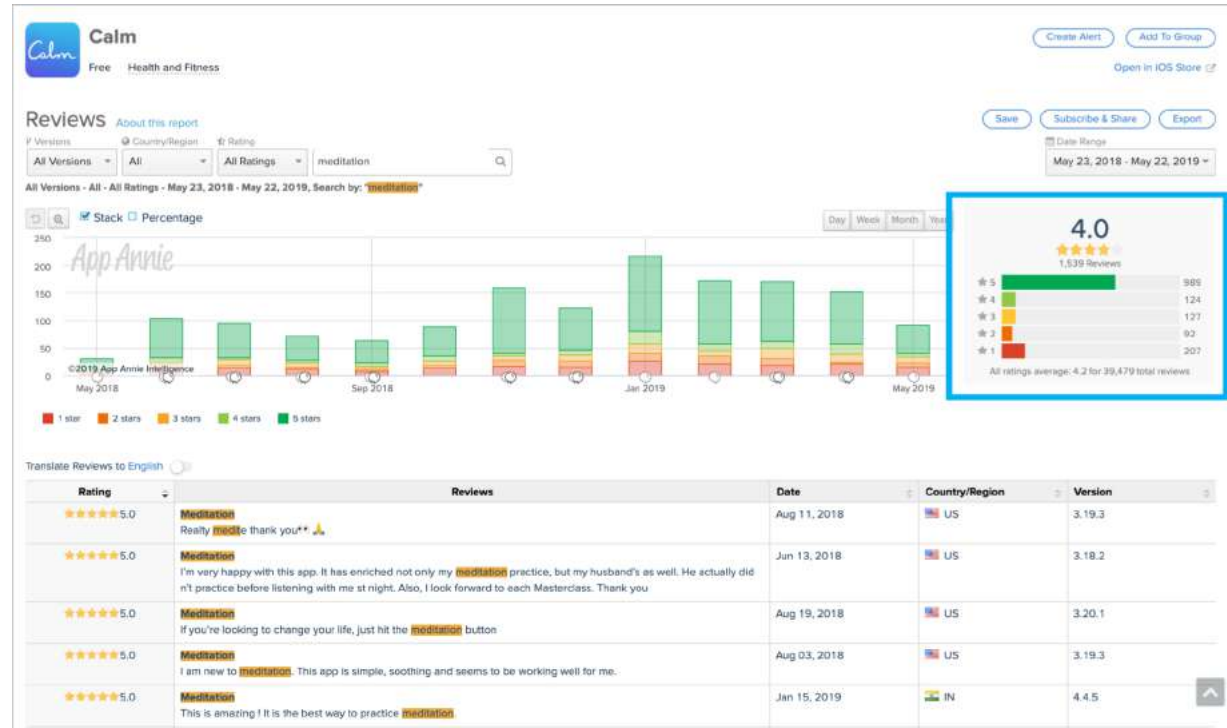 Calm
Calm
Free Health and Fitness
Create Alert Add To Group
Open in iOS Store
Reviews About this report
Save Subscribe & Share Export
Versions Country/Region Rating
Date Range
All Versions All All Ratings meditation
May 23, 2018 - May 22, 2019
All Versions - All - All Ratings - May 23, 2018 - May 22, 2019, Search by: "meditation"
Stack Percentage
Day Week Month Year
App Annie
250
200
150
100
50
0
©2019 App Annie Intelligence
May 2018 Sep 2018 Jan 2019 May 2019
1 star 2 stars 3 stars 4 stars 5 stars
4.0
1,539 Reviews
5 989
4 124
3 127
2 92
1 207
All ratings average: 4.2 for 39,479 total reviews
Translate Reviews to English
Rating Reviews Date Country/Region Version
5.0 Meditation Aug 11, 2018 US 3.19.3
Really medite thank you**
5.0 Meditation Jun 13, 2018 US 3.18.2
I'm very happy with this app. It has enriched not only my meditation practice, but my husband's as well. He actually did
n't practice before listening with me st night. Also, I look forward to each Masterclass. Thank you
5.0 Meditation Aug 19, 2018 US 3.20.1
If you're looking to change your life, just hit the meditation button
5.0 Meditation Aug 03, 2018 US 3.19.3
I am new to meditation. This app is simple, soothing and seems to be working well for me.
5.0 Meditation Jan 15, 2019 IN 4.4.5
This is amazing ! It is the best way to practice meditation.